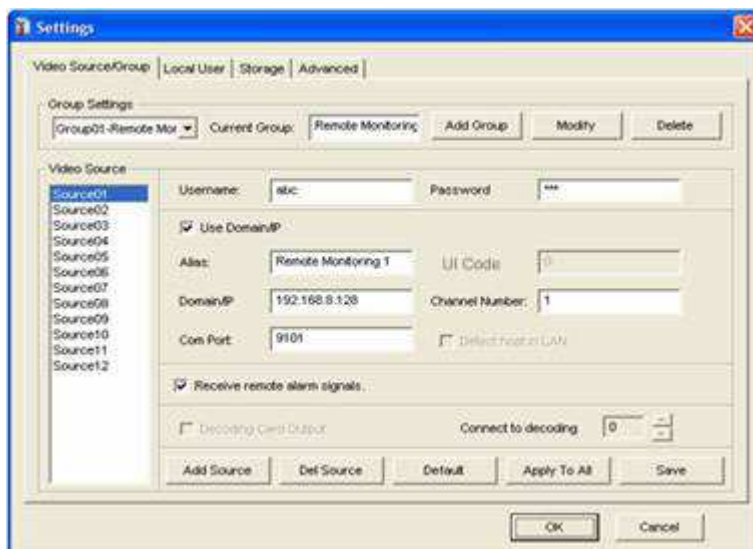 Settings
Video Source/Group Local User Storage Advanced
Group Settings
Group01-Remote Mor Current Group: Remote Monitoring Add Group Modify Delete
Video Source
Source01
Source02
Source03
Source04
Source05
Source06
Source07
Source08
Source09
Source10
Source11
Source12
Username: abc Password ***
Use Domain/IP
Alias: Remote Monitoring 1 UI Code 0
Domain/IP 192.168.8.128 Channel Number: 1
Com Port: 9101 Detect host in LAN
Receive remote alarm signals.
Decoding Card Output Connect to decoding 0
Add Source Del Source Default Apply To All Save
OK Cancel